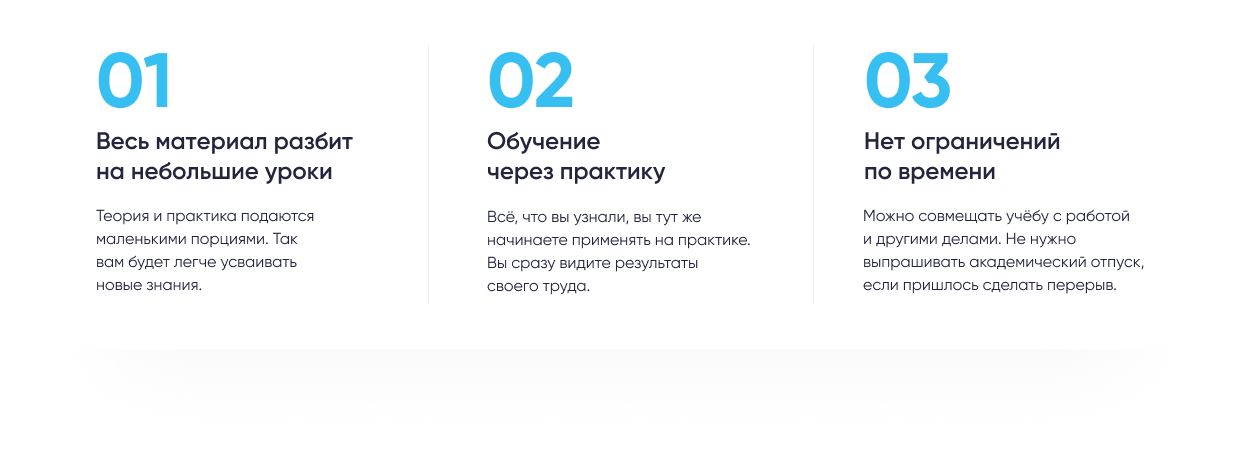 01
Весь материал разбит
на небольшие уроки
Теория и практика подаются
маленькими порциями. Так
вам будет легче усваивать
новые знания.
02
Обучение
через практику
Всё, что вы узнали, вы тут же
начинаете применять на практике.
Вы сразу видите результаты
своего труда.
03
Нет ограничений
по времени
Можно совмещать учёбу с работой
и другими делами. Не нужно
выпрашивать академический отпуск,
если пришлось сделать перерыв.